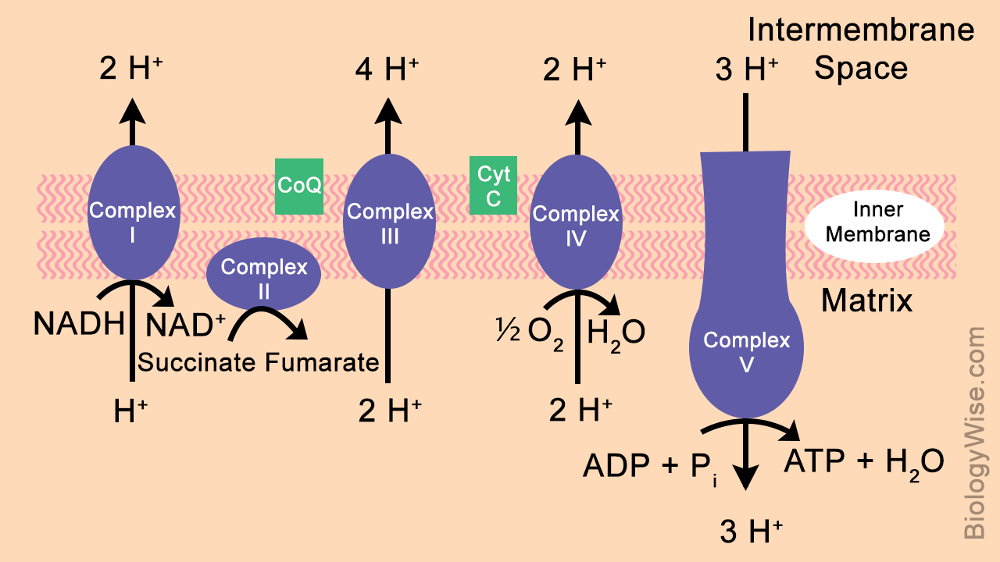 Intermembrane
Space
2 H⁺
4 H⁺
2 H⁺
3 H⁺
CoQ
Cyt
C
Complex
I
Complex
III
Complex
IV
Inner
Membrane
Complex
II
Matrix
NADH
NAD⁺
½ O₂
H₂O
Complex
V
Succinate Fumarate
H⁺
2 H⁺
2 H⁺
ADP + Pᵢ
ATP + H₂O
3 H⁺
BiologyWise.com